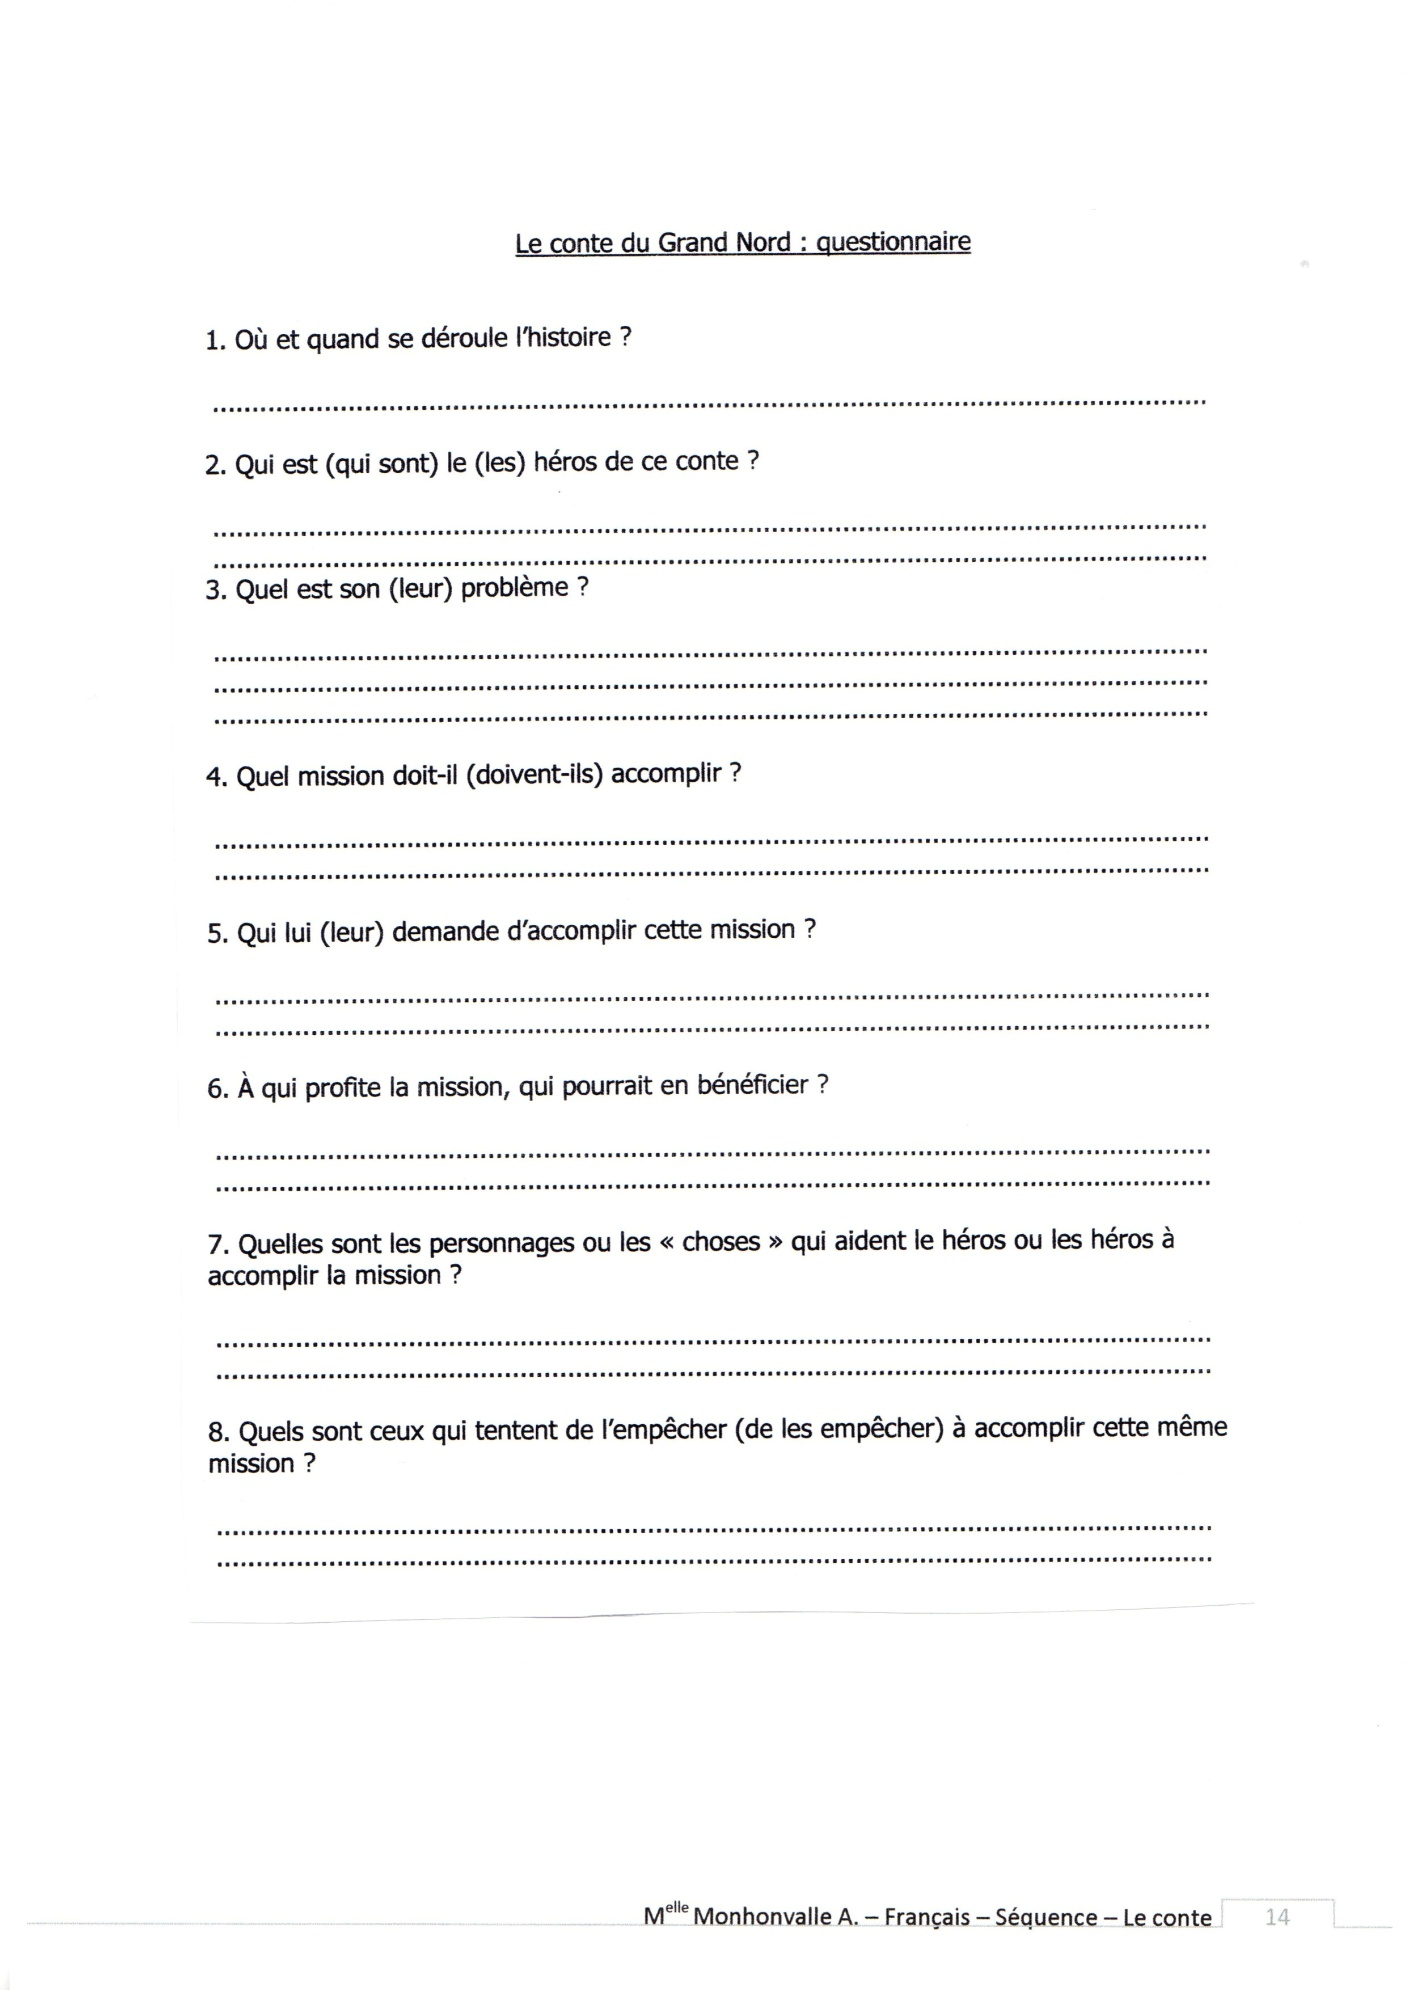 Le conte du Grand Nord : questionnaire
1. Où et quand se déroule l'histoire ?
2. Qui est (qui sont) le (les) héros de ce conte ?
3. Quel est son (leur) problème ?
4. Quel mission doit-il (doivent-ils) accomplir ?
5. Qui lui (leur) demande d'accomplir cette mission ?
6. À qui profite la mission, qui pourrait en bénéficier ?
7. Quelles sont les personnages ou les « choses » qui aident le héros ou les héros à
accomplir la mission ?
8. Quels sont ceux qui tentent de l'empêcher (de les empêcher) à accomplir cette même
mission ?
Melle Monhonvalle A. – Français – Séquence – Le conte 14